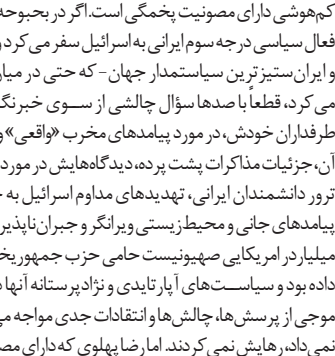 کم‌هوشی دارای مصونیت پخمگی است. اگر در بحبوحه
فعال سیاسی درجه سوم ایرانی به اسرائیل سفر می‌کرد و
و ایران‌ستیزترین سیاستمدار جهان- که حتی در میان
می‌کرد، قطعاً با صدها سؤال چالشی از سوی خبرنگ
طرفداران خودش، در مورد پیامدهای مخرب «واقعی» و
آن، جزئیات مذاکرات پشت پرده، دیدگاه‌هایش در مورد
ترور دانشمندان ایرانی، تهدیدهای مداوم اسرائیل به ح
پیامدهای جانی و محیط‌زیستی ویرانگر و جبران‌ناپذیر
میلیاردر امریکایی صهیونیست حامی حزب جمهوریخ
داده بود و سیاست‌های آپارتایدی و نژادپرستانه آنها د
موجی از پرسش‌ها، چالش‌ها و انتقادات جدی مواجه می
نمی‌داد، رهایش نمی‌کردند. اما رضا پهلوی که دارای مص